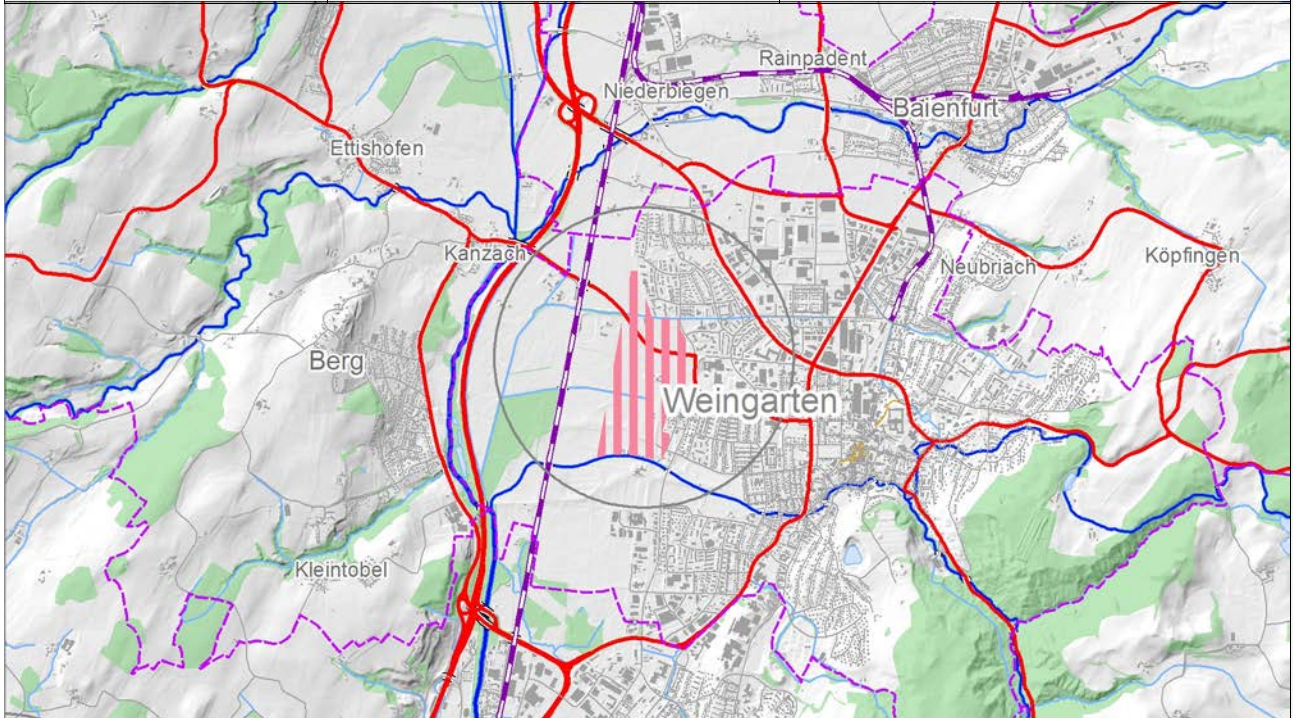 Rainpadent
Niederbiegen
Baienfurt
Ettishofen
Kanzach
Neubriach
Köpfingen
Berg
Weingarten
Kleintobel